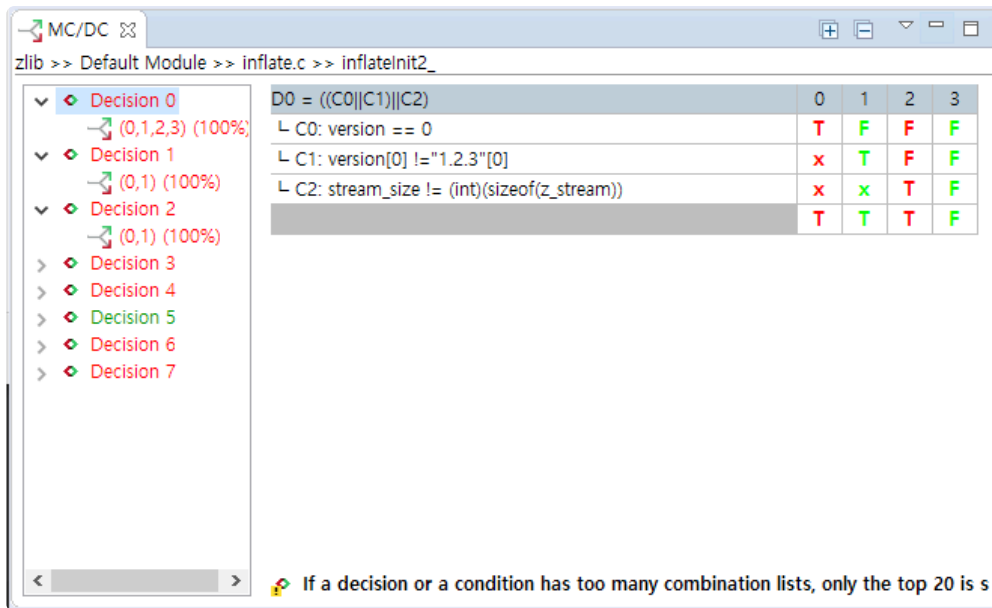 MC/DC
zlib >> Default Module >> inflate.c >> inflateInit2_
Decision 0
(0,1,2,3) (100%)
Decision 1
(0,1) (100%)
Decision 2
(0,1) (100%)
Decision 3
Decision 4
Decision 5
Decision 6
Decision 7
D0 = ((C0||C1)||C2) 0 1 2 3
└ C0: version == 0 T F F F
└ C1: version[0] !="1.2.3"[0] x T F F
└ C2: stream_size != (int)(sizeof(z_stream)) x x T F
T T T F
If a decision or a condition has too many combination lists, only the top 20 is s